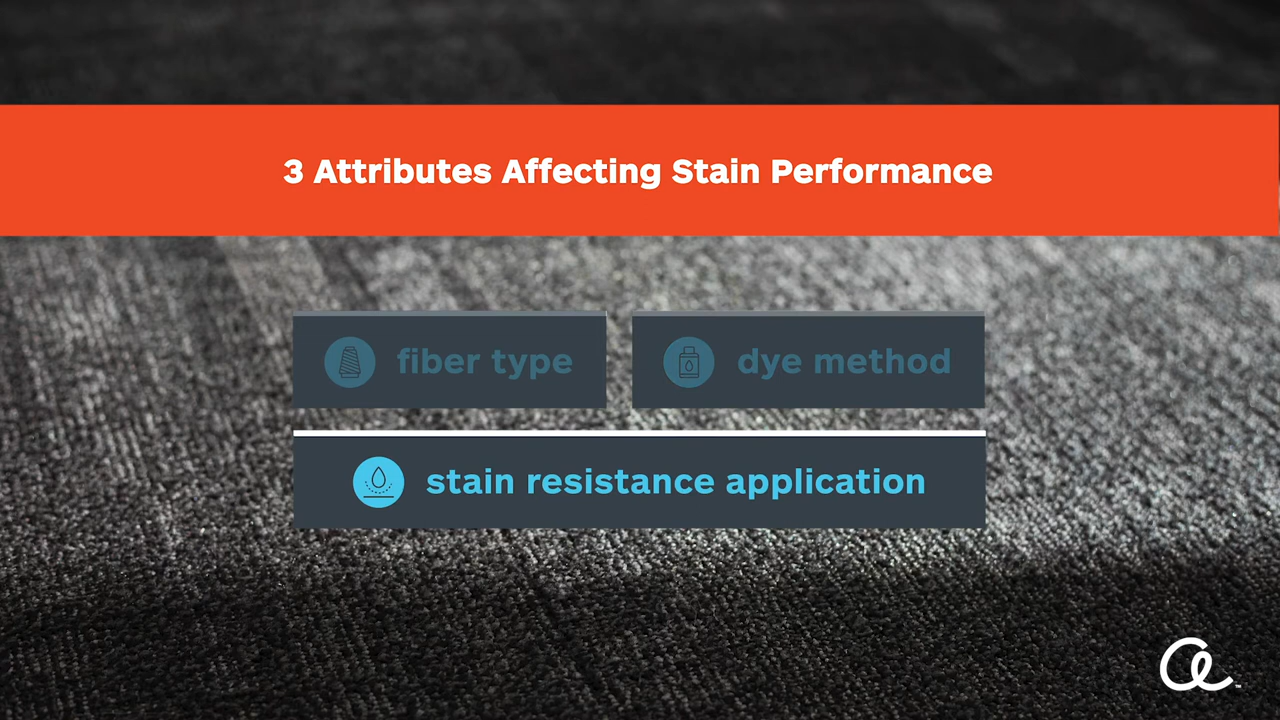 3 Attributes Affecting Stain Performance
fiber type
dye method
stain resistance application